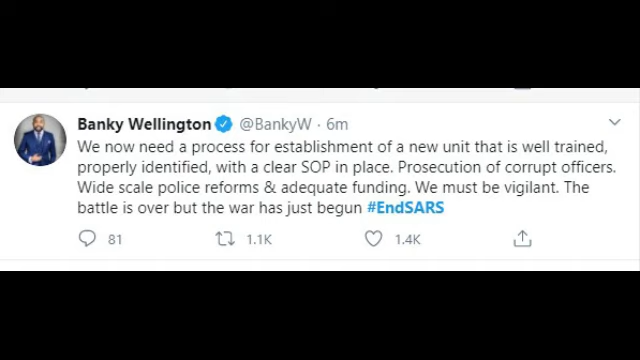 Banky Wellington @BankyW · 6m
We now need a process for establishment of a new unit that is well trained,
properly identified, with a clear SOP in place. Prosecution of corrupt officers.
Wide scale police reforms & adequate funding. We must be vigilant. The
battle is over but the war has just begun #EndSARS
81 1.1K 1.4K